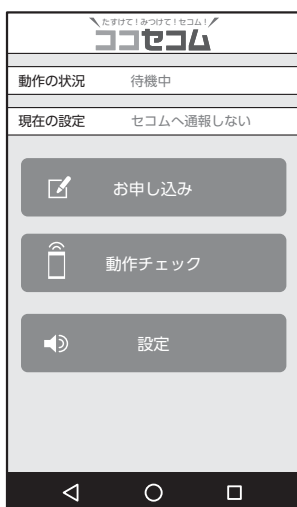 たすけて！みつけて！セコム！
ココセコム
動作の状況 待機中
現在の設定 セコムへ通報しない
お申し込み
動作チェック
設定